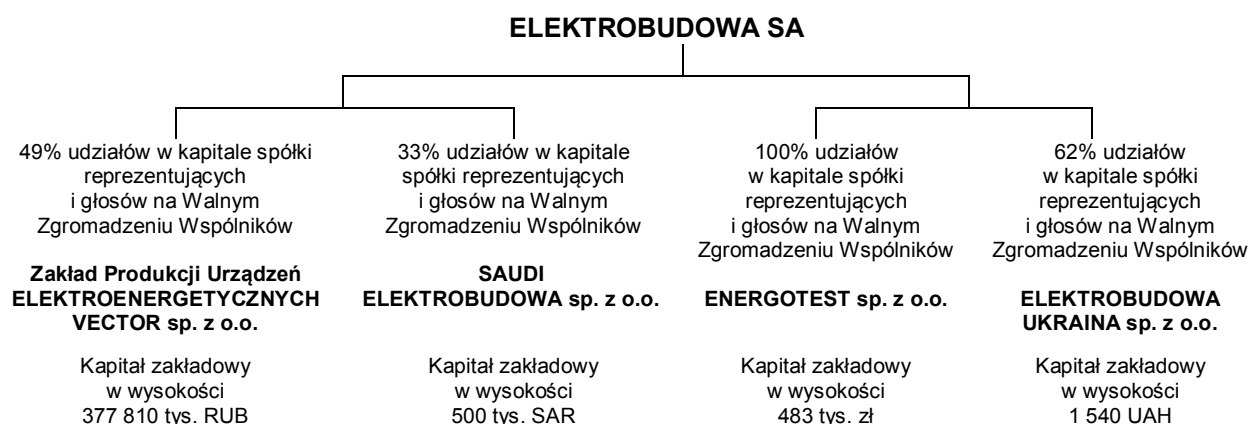 ELEKTROBUDOWA SA
49% udziałów w kapitale spółki
reprezentujących
i głosów na Walnym
Zgromadzeniu Wspólników
Zakład Produkcji Urządzeń
ELEKTROENERGETYCZNYCH
VECTOR sp. z o.o.
Kapitał zakładowy
w wysokości
377 810 tys. RUB
33% udziałów w kapitale
spółki reprezentujących
i głosów na Walnym
Zgromadzeniu Wspólników
SAUDI
ELEKTROBUDOWA sp. z o.o.
Kapitał zakładowy
w wysokości
500 tys. SAR
100% udziałów
w kapitale spółki
reprezentujących
i głosów na Walnym
Zgromadzeniu Wspólników
ENERGOTEST sp. z o.o.
Kapitał zakładowy
w wysokości
483 tys. zł
62% udziałów
w kapitale spółki
reprezentujących
i głosów na Walnym
Zgromadzeniu Wspólników
ELEKTROBUDOWA
UKRAINA sp. z o.o.
Kapitał zakładowy
w wysokości
1 540 UAH